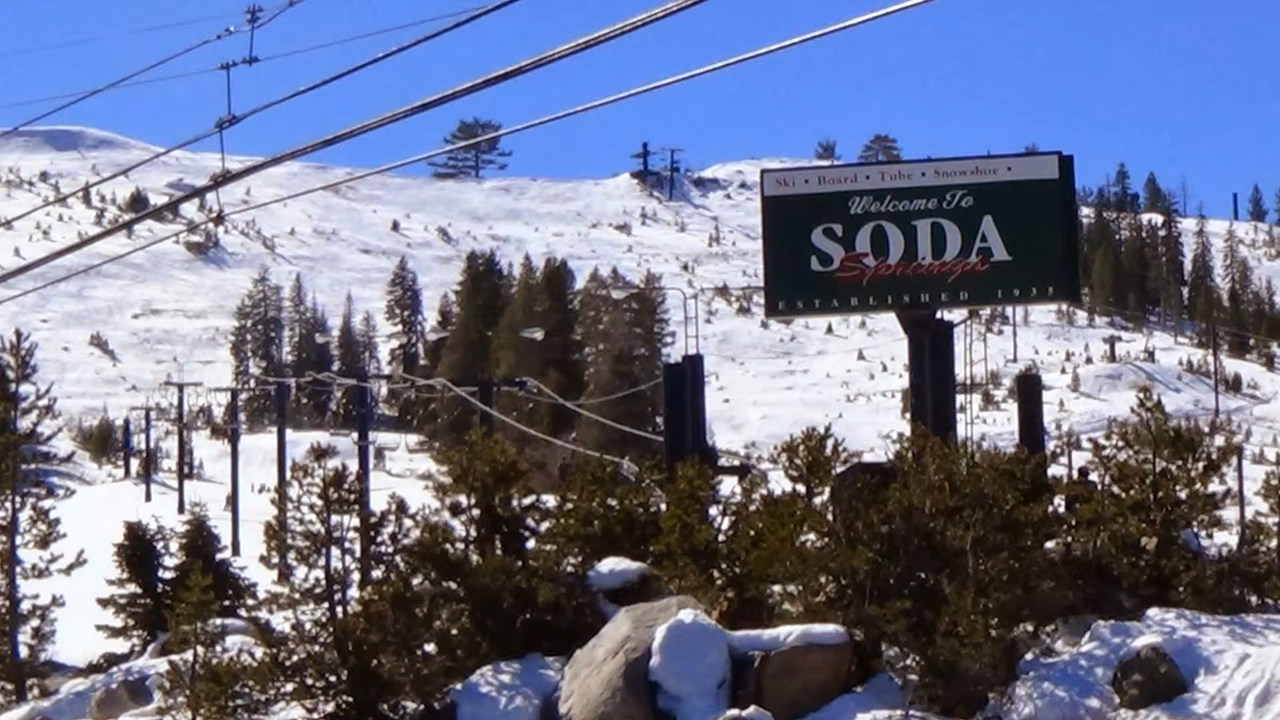 Ski • Board • Tube • Snowshoe •
Welcome To
SODA
Springs
ESTABLISHED 1935